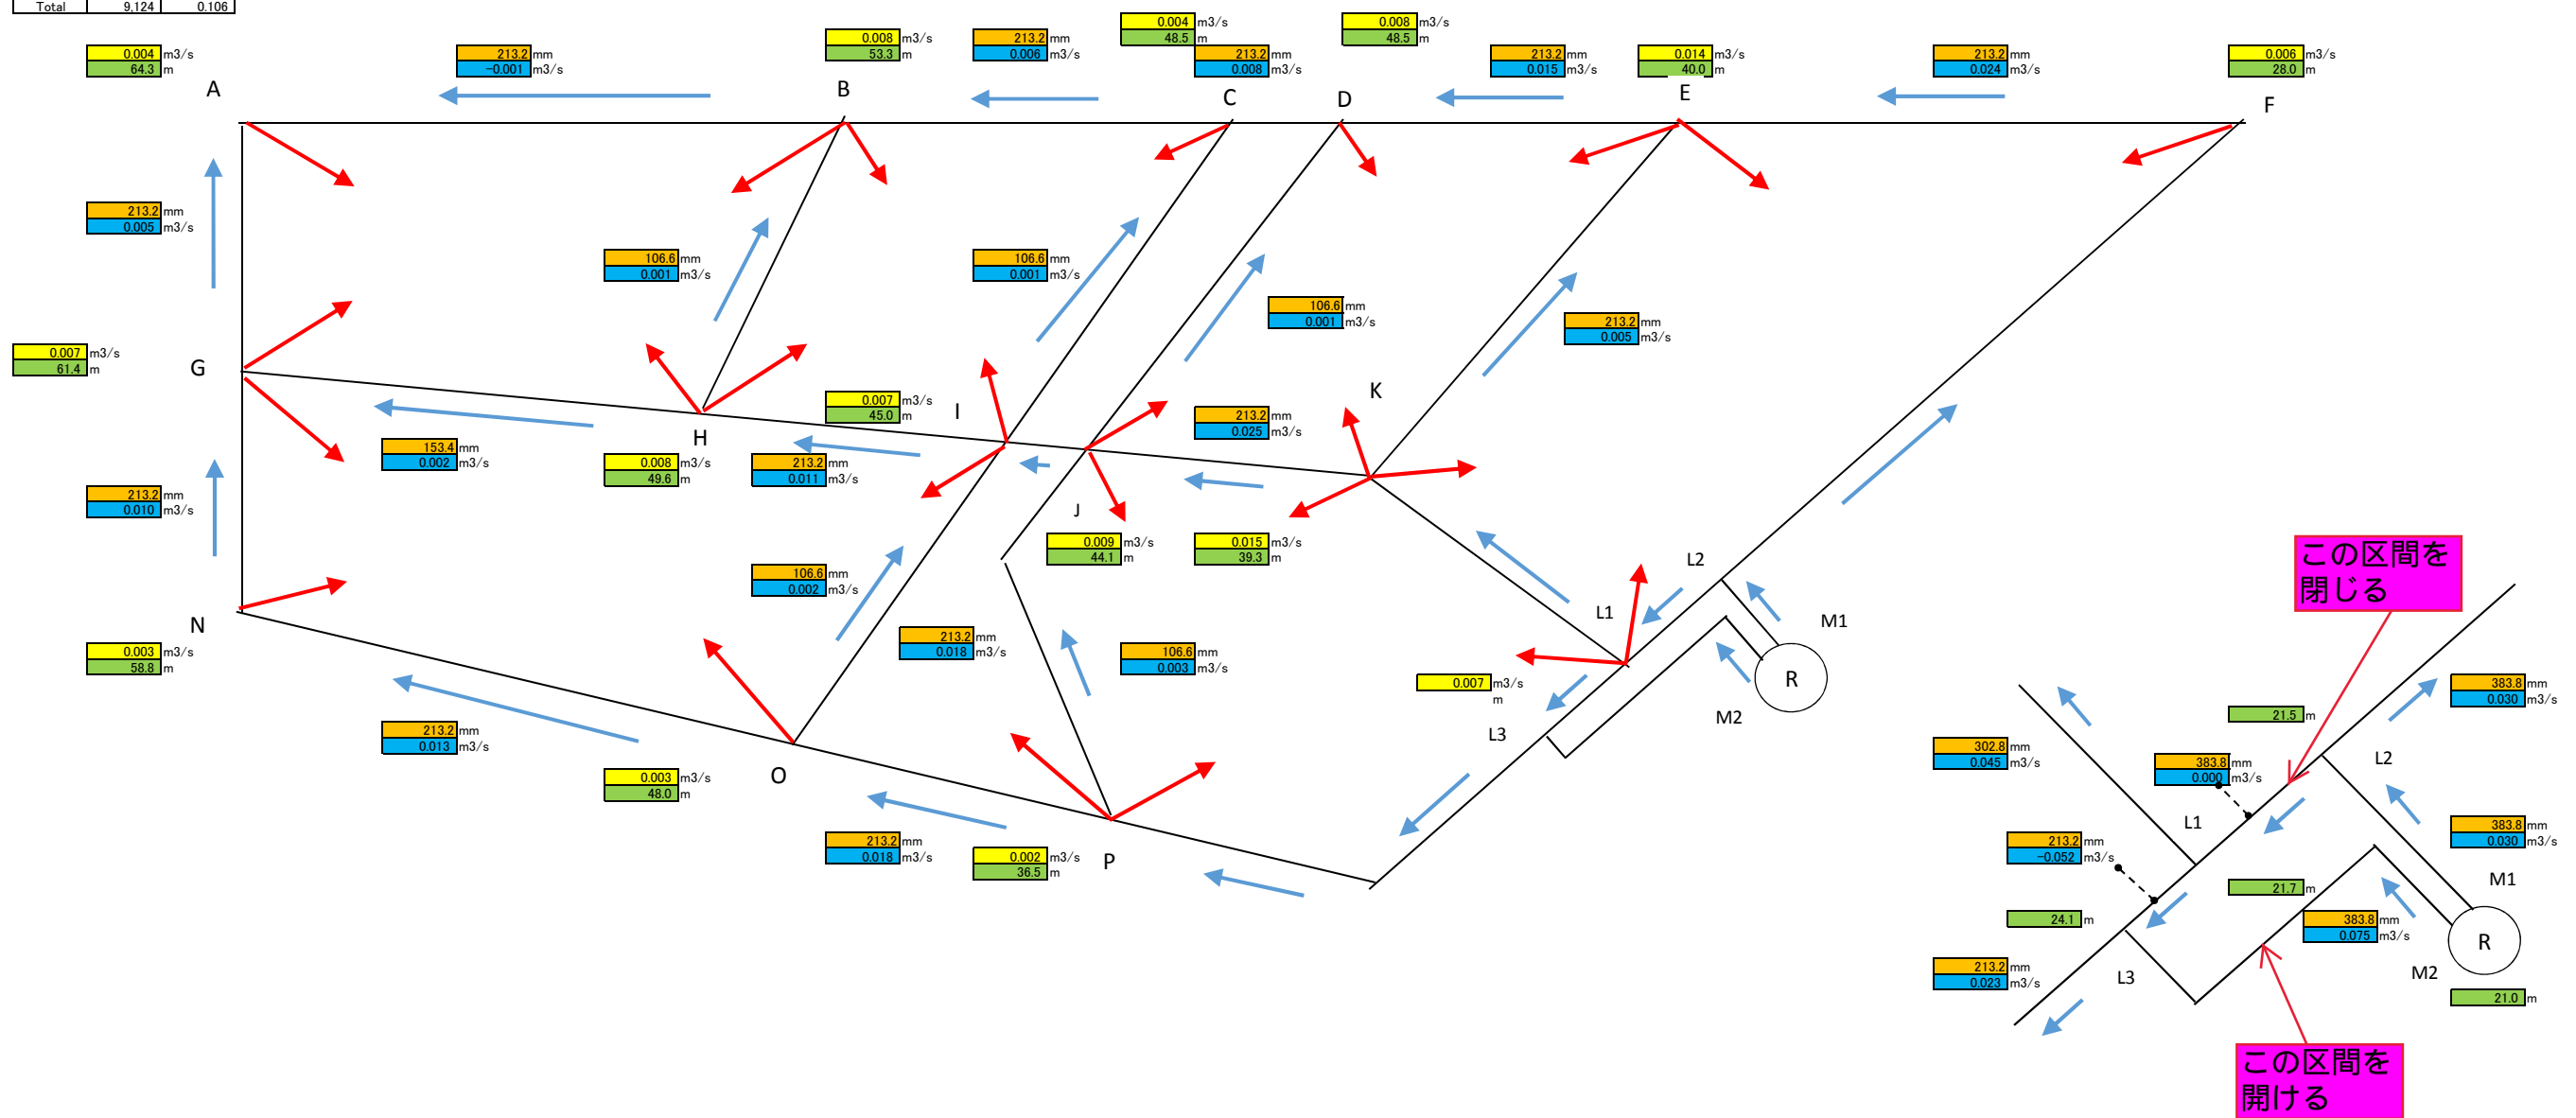 Total 9,124 0.106
0.004 m3/s
64.3 m
A
213.2 mm
-0.001 m3/s
0.008 m3/s
53.3 m
B
213.2 mm
0.006 m3/s
0.004 m3/s
48.5 m
213.2 mm
0.008 m3/s
C
0.008 m3/s
48.5 m
D
213.2 mm
0.015 m3/s
0.014 m3/s
40.0 m
E
213.2 mm
0.024 m3/s
0.006 m3/s
28.0 m
F
213.2 mm
0.005 m3/s
106.6 mm
0.001 m3/s
106.6 mm
0.001 m3/s
106.6 mm
0.001 m3/s
213.2 mm
0.005 m3/s
0.007 m3/s
61.4 m
G
0.007 m3/s
45.0 m
I
K
213.2 mm
0.025 m3/s
H
153.4 mm
0.002 m3/s
0.008 m3/s
49.6 m
213.2 mm
0.011 m3/s
213.2 mm
0.010 m3/s
J
0.009 m3/s
44.1 m
0.015 m3/s
39.3 m
106.6 mm
0.002 m3/s
L2
L1
M1
N
213.2 mm
0.018 m3/s
106.6 mm
0.003 m3/s
0.003 m3/s
58.8 m
0.007 m3/s
m
R
M2
L3
213.2 mm
0.013 m3/s
O
0.003 m3/s
48.0 m
213.2 mm
0.018 m3/s
0.002 m3/s
36.5 m
P
この区間を
閉じる
383.8 mm
0.030 m3/s
21.5 m
302.8 mm
0.045 m3/s
383.8 mm
0.000 m3/s
L2
L1
383.8 mm
0.030 m3/s
213.2 mm
-0.052 m3/s
21.7 m
M1
24.1 m
383.8 mm
0.075 m3/s
R
213.2 mm
0.023 m3/s
L3
M2
21.0 m
この区間を
開ける